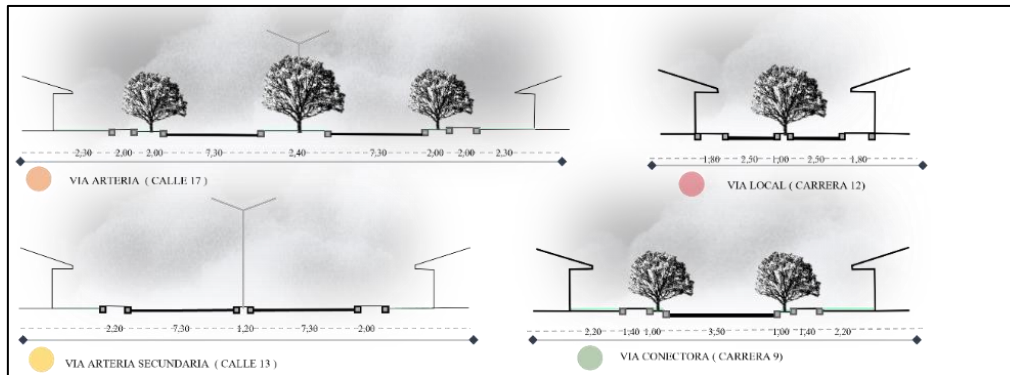 2,30 2,00 2,00 7,30 2,40 7,30 2,00 2,00 2,30
VIA ARTERIA ( CALLE 17 )
1,80 2,50 1,00 2,50 1,80
VIA LOCAL ( CARRERA 12)
2,20 7,30 1,20 7,30 2,00
VIA ARTERIA SECUNDARIA ( CALLE 13 )
2,20 1,40 1,00 3,50 1,00 1,40 2,20
VIA CONECTORA ( CARRERA 9)